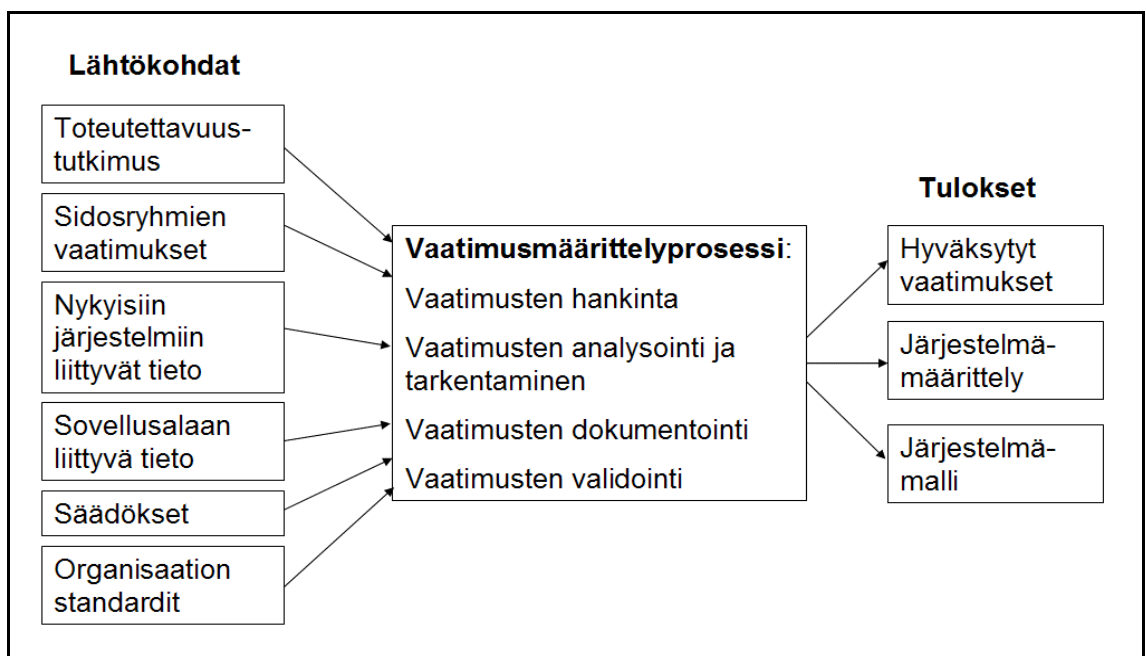 Lähtökohdat
Toteutettavuus-
tutkimus
Sidosryhmien
vaatimukset
Nykyisiin
järjestelmiin
liittyvät tieto
Sovellusalaan
liittyvä tieto
Säädökset
Organisaation
standardit
Vaatimusmäärittelyprosessi:
Vaatimusten hankinta
Vaatimusten analysointi ja
tarkentaminen
Vaatimusten dokumentointi
Vaatimusten validointi
Tulokset
Hyväksytyt
vaatimukset
Järjestelmä-
määrittely
Järjestelmä-
malli